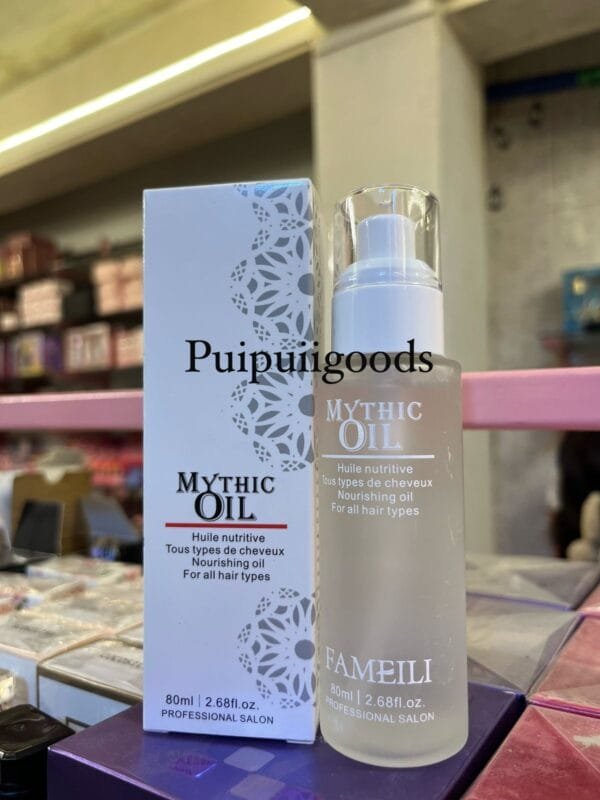 Puipuiigoods
MYTHIC
OIL
Huile nutritive
Tous types de cheveux
Nourishing oil
For all hair types
80ml | 2.68fl.oz.
PROFESSIONAL SALON
MYTHIC
OIL
Huile nutritive
Tous types de cheveux
Nourishing oil
For all hair types
FAMEILI
80ml | 2.68fl.oz.
PROFESSIONAL SALON